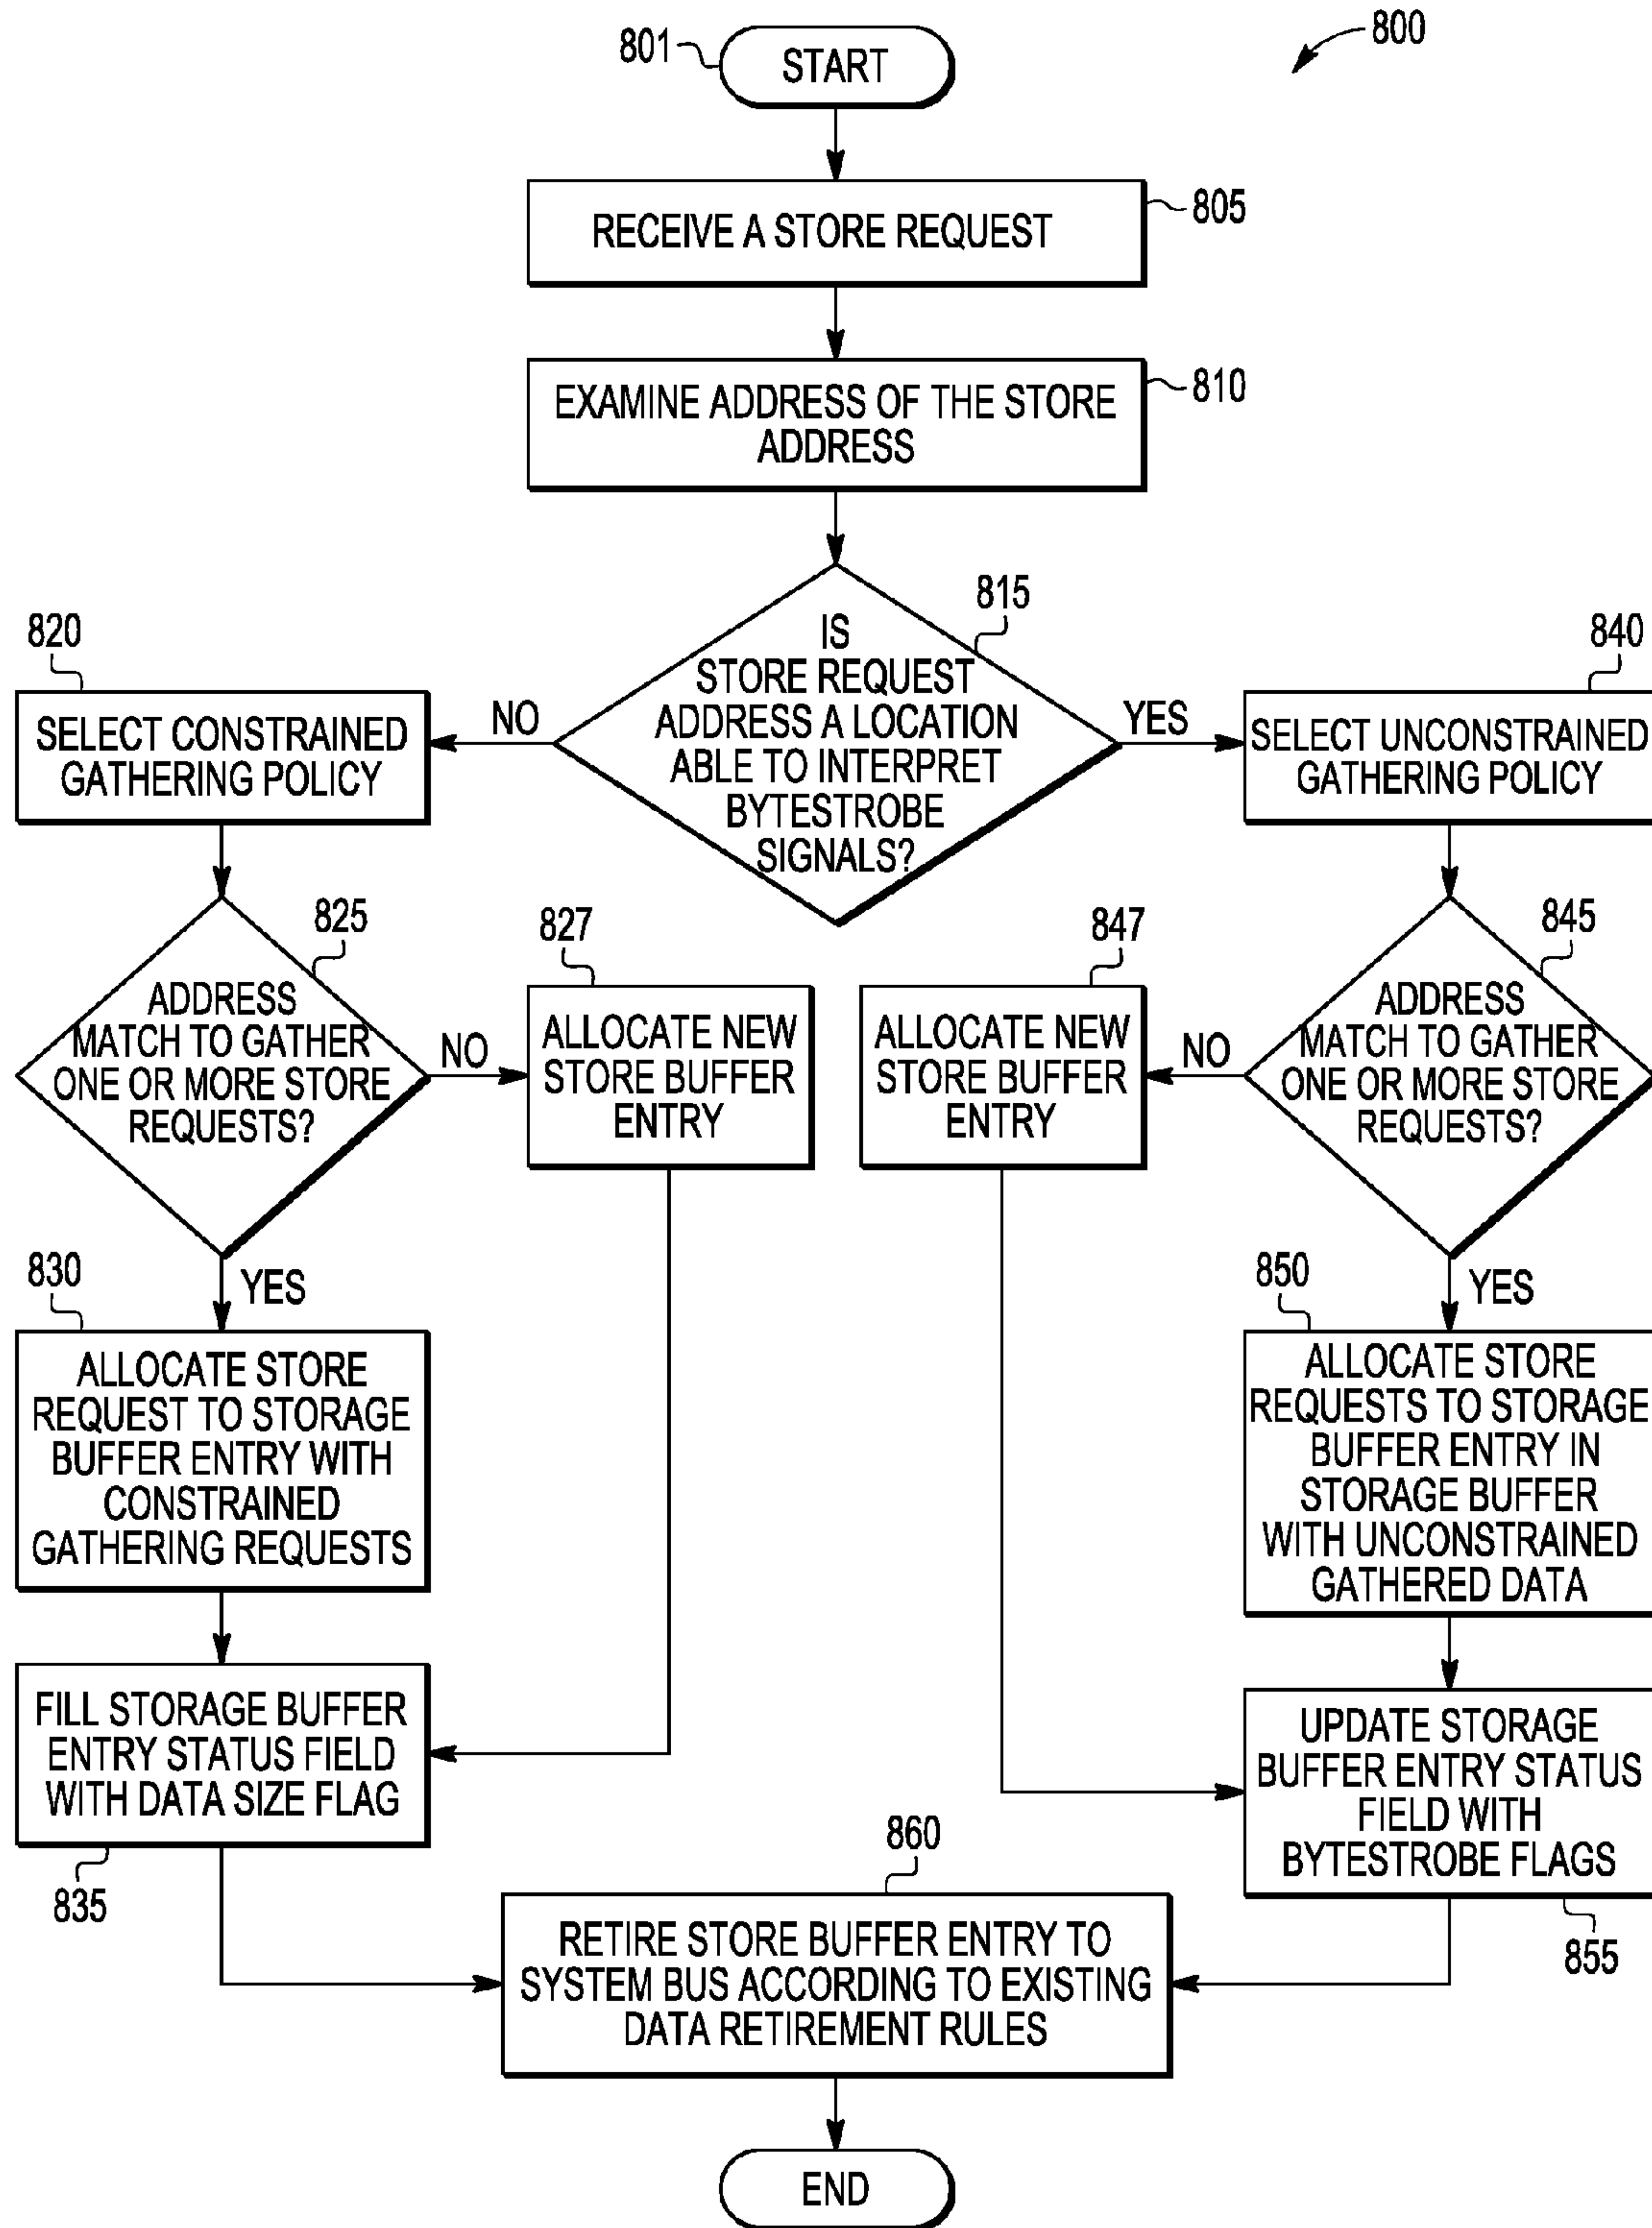 800
801
START
RECEIVE A STORE REQUEST
805
EXAMINE ADDRESS OF THE STORE
ADDRESS
810
815
IS
STORE REQUEST
ADDRESS A LOCATION
ABLE TO INTERPRET
BYTESTROBE
SIGNALS?
NO
YES
820
SELECT CONSTRAINED
GATHERING POLICY
840
SELECT UNCONSTRAINED
GATHERING POLICY
825
ADDRESS
MATCH TO GATHER
ONE OR MORE STORE
REQUESTS?
NO
827
ALLOCATE NEW
STORE BUFFER
ENTRY
847
ALLOCATE NEW
STORE BUFFER
ENTRY
NO
845
ADDRESS
MATCH TO GATHER
ONE OR MORE STORE
REQUESTS?
YES
830
ALLOCATE STORE
REQUEST TO STORAGE
BUFFER ENTRY WITH
CONSTRAINED
GATHERING REQUESTS
YES
850
ALLOCATE STORE
REQUESTS TO STORAGE
BUFFER ENTRY IN
STORAGE BUFFER
WITH UNCONSTRAINED
GATHERED DATA
FILL STORAGE BUFFER
ENTRY STATUS FIELD
WITH DATA SIZE FLAG
835
UPDATE STORAGE
BUFFER ENTRY STATUS
FIELD WITH
BYTESTROBE FLAGS
855
860
RETIRE STORE BUFFER ENTRY TO
SYSTEM BUS ACCORDING TO EXISTING
DATA RETIREMENT RULES
END